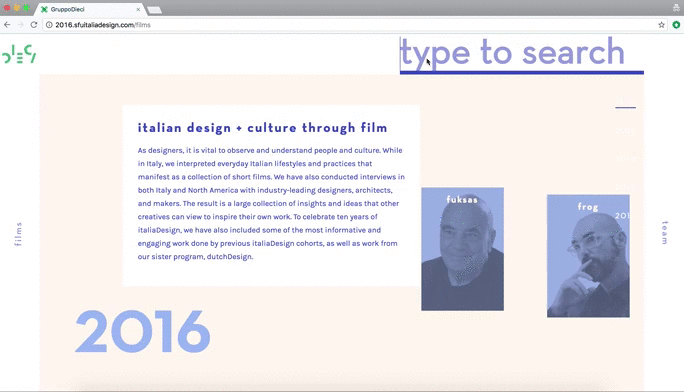 GruppoDieci
2016.sfuitaliadesign.com/films
type to search
italian design + culture through film
As designers, it is vital to observe and understand people and culture. While
in Italy, we interpreted everyday Italian lifestyles and practices that
manifest as a collection of short films. We have also conducted interviews in
both Italy and North America with industry-leading designers, architects,
and makers. The result is a large collection of insights and ideas that other
creatives can view to inspire their own work. To celebrate ten years of
italiaDesign, we have also included some of the most informative and
engaging work done by previous italiaDesign cohorts, as well as work from
our sister program, dutchDesign.
fuksas
frog
201
films
team
2016